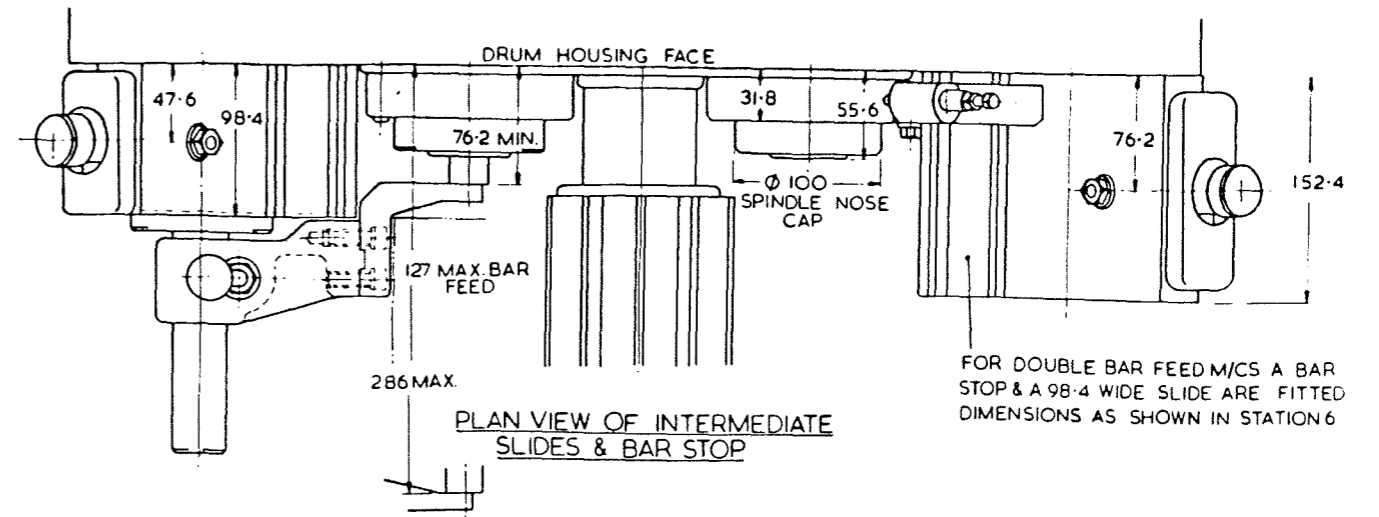 DRUM HOUSING FACE
47·6
98·4
76·2 MIN.
31·8
55·6
76·2
152·4
Ø 100
SPINDLE NOSE
CAP
127 MAX. BAR
FEED
286 MAX.
PLAN VIEW OF INTERMEDIATE
SLIDES & BAR STOP
FOR DOUBLE BAR FEED M/CS A BAR
STOP & A 98·4 WIDE SLIDE ARE FITTED
DIMENSIONS AS SHOWN IN STATION 6